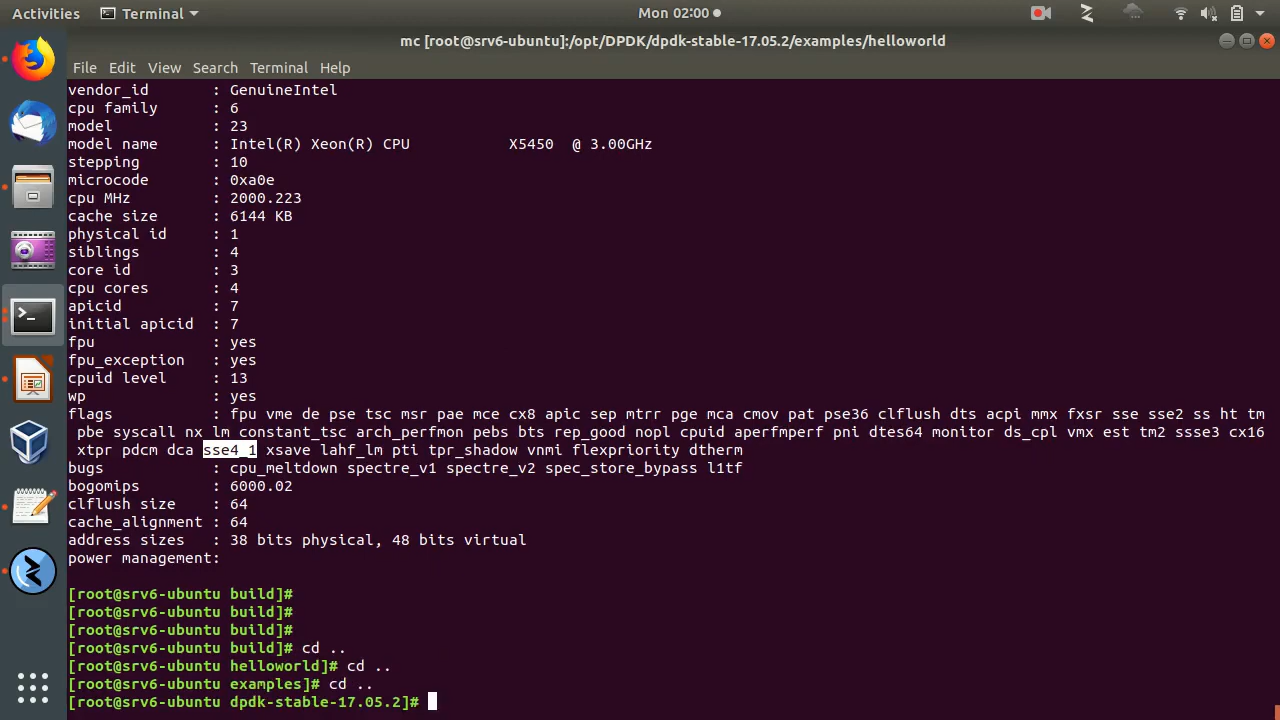 Activities Terminal Mon 02:00
mc [root@srv6-ubuntu]:/opt/DPDK/dpdk-stable-17.05.2/examples/helloworld
File Edit View Search Terminal Help
vendor_id : GenuineIntel
cpu family : 6
model : 23
model name : Intel(R) Xeon(R) CPU X5450 @ 3.00GHz
stepping : 10
microcode : 0xa0e
cpu MHz : 2000.223
cache size : 6144 KB
physical id : 1
siblings : 4
core id : 3
cpu cores : 4
apicid : 7
initial apicid : 7
fpu : yes
fpu_exception : yes
cpuid level : 13
wp : yes
flags : fpu vme de pse tsc msr pae mce cx8 apic sep mtrr pge mca cmov pat pse36 clflush dts acpi mmx fxsr sse sse2 ss ht tm
pbe syscall nx lm constant_tsc arch_perfmon pebs bts rep_good nopl cpuid aperfmperf pni dtes64 monitor ds_cpl vmx est tm2 ssse3 cx16
xtpr pdcm dca sse4_1 xsave lahf_lm pti tpr_shadow vnmi flexpriority dtherm
bugs : cpu_meltdown spectre_v1 spectre_v2 spec_store_bypass l1tf
bogomips : 6000.02
clflush size : 64
cache_alignment : 64
address sizes : 38 bits physical, 48 bits virtual
power management:
[root@srv6-ubuntu build]#
[root@srv6-ubuntu build]#
[root@srv6-ubuntu build]#
[root@srv6-ubuntu build]# cd ..
[root@srv6-ubuntu helloworld]# cd ..
[root@srv6-ubuntu examples]# cd ..
[root@srv6-ubuntu dpdk-stable-17.05.2]#